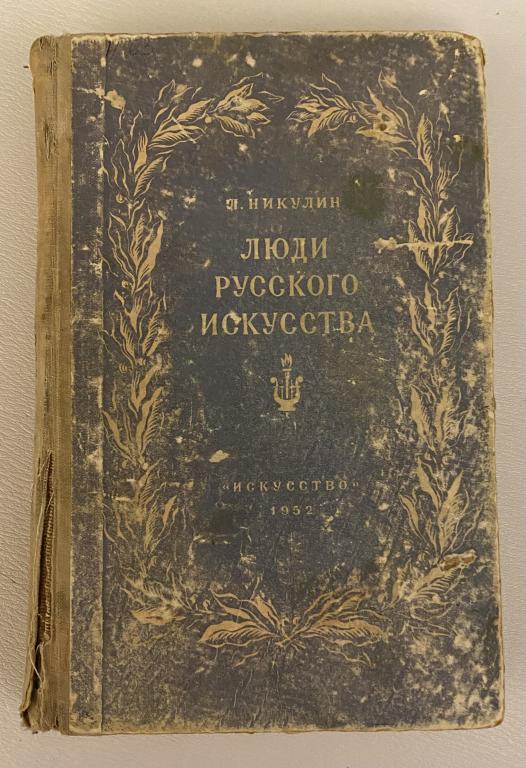 Л. НИКУЛИН
ЛЮДИ
РУССКОГО
ИСКУССТВА
«ИСКУССТВО»
1952